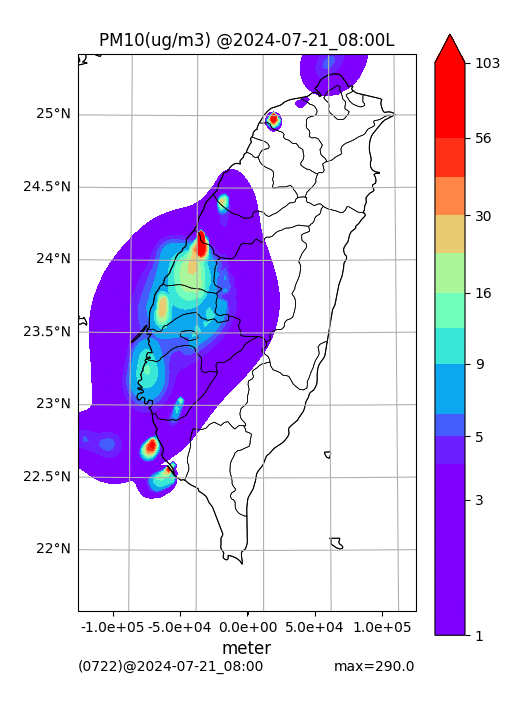 PM10(ug/m3) @2024-07-21_08:00L
103
25°N
56
24.5°N
30
24°N
16
23.5°N
9
23°N
5
22.5°N
3
22°N
1
-1.0e+05 -5.0e+04 0.0e+00 5.0e+04 1.0e+05
meter
(0722)@2024-07-21_08:00 max=290.0